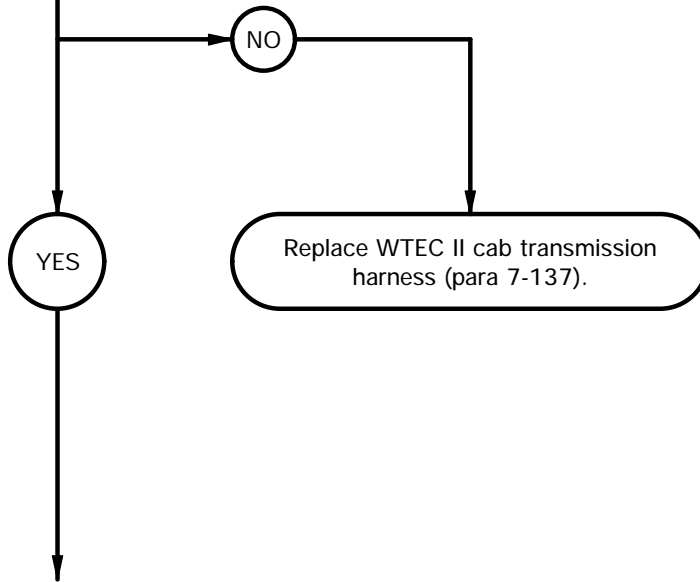 NO
YES
Replace WTEC II cab transmission
harness (para 7-137).